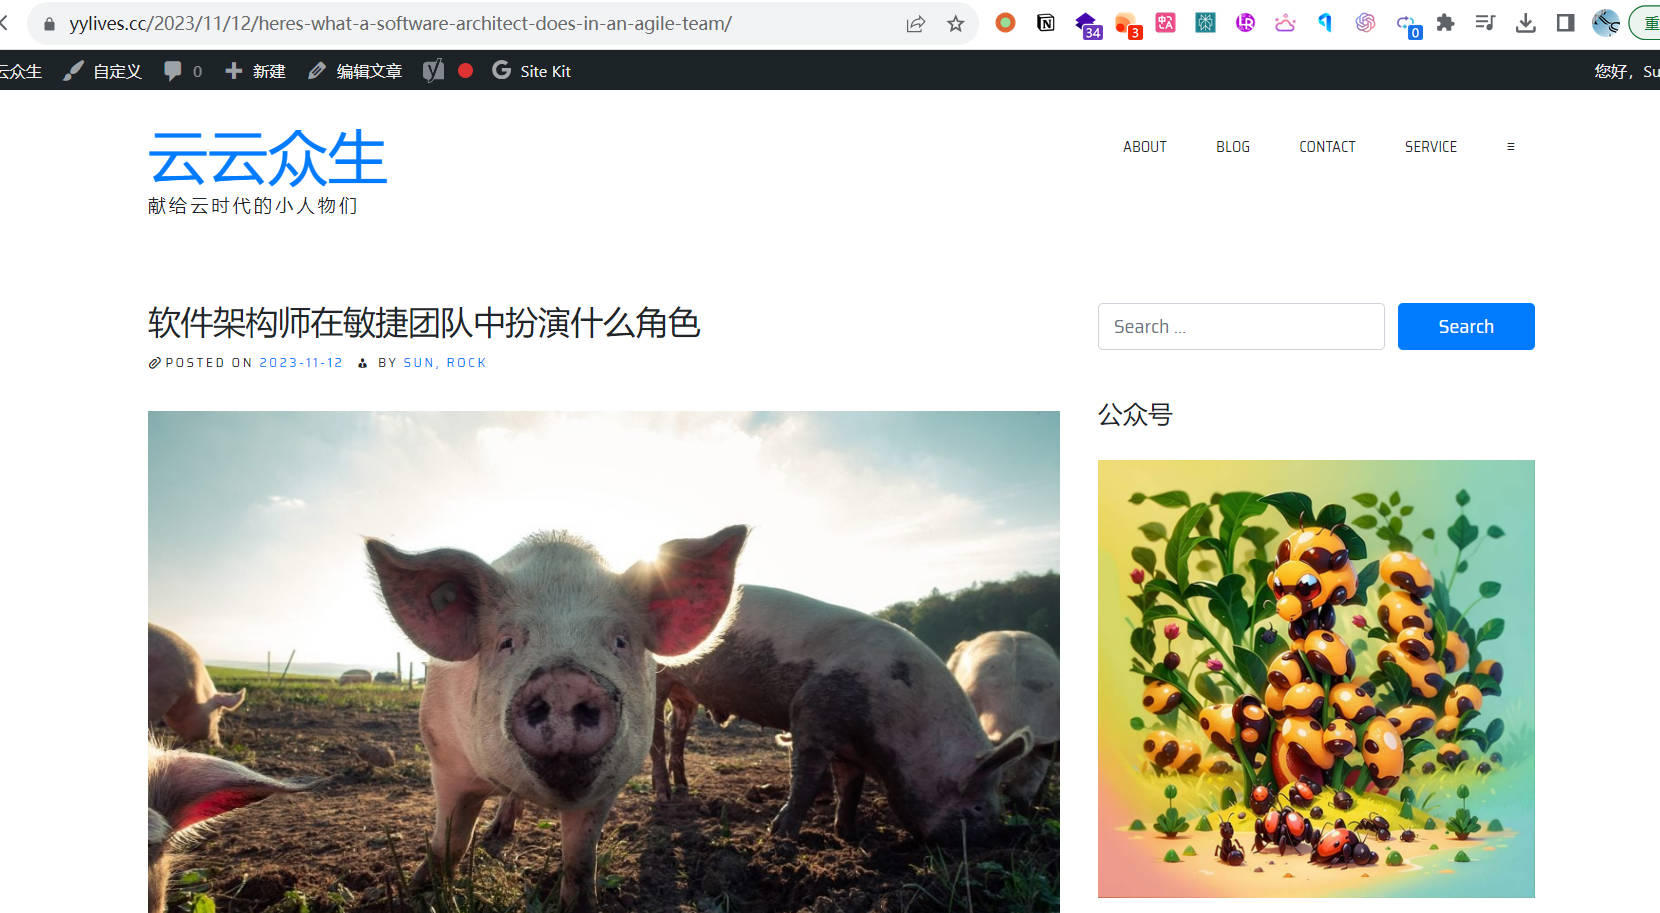 yylives.cc/2023/11/12/heres-what-a-software-architect-does-in-an-agile-team/
34
3
0
重
云众生
自定义
0
新建
编辑文章
Site Kit
您好，Su
云云众生
献给云时代的小人物们
ABOUT
BLOG
CONTACT
SERVICE
软件架构师在敏捷团队中扮演什么角色
POSTED ON 2023-11-12 BY SUN, ROCK
Search ...
Search
公众号